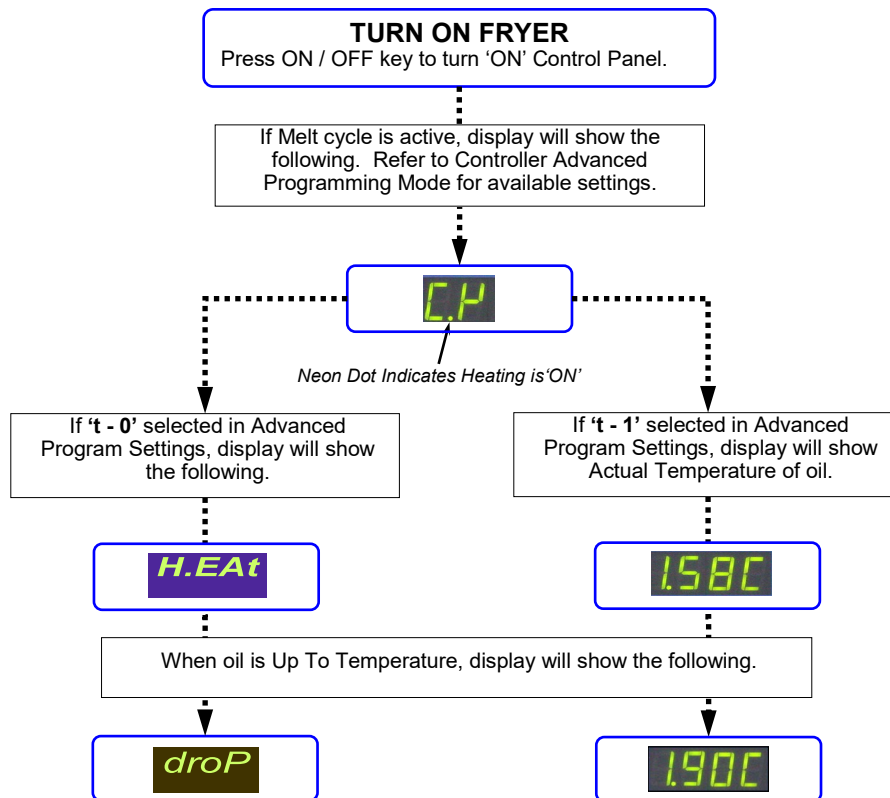 TURN ON FRYER
Press ON / OFF key to turn ‘ON’ Control Panel.
If Melt cycle is active, display will show the
following. Refer to Controller Advanced
Programming Mode for available settings.
C.Y
Neon Dot Indicates Heating is‘ON’
If ‘t - 0’ selected in Advanced
Program Settings, display will show
the following.
If ‘t - 1’ selected in Advanced
Program Settings, display will show
Actual Temperature of oil.
H.EAt
1.58C
When oil is Up To Temperature, display will show the following.
droP
1.90C